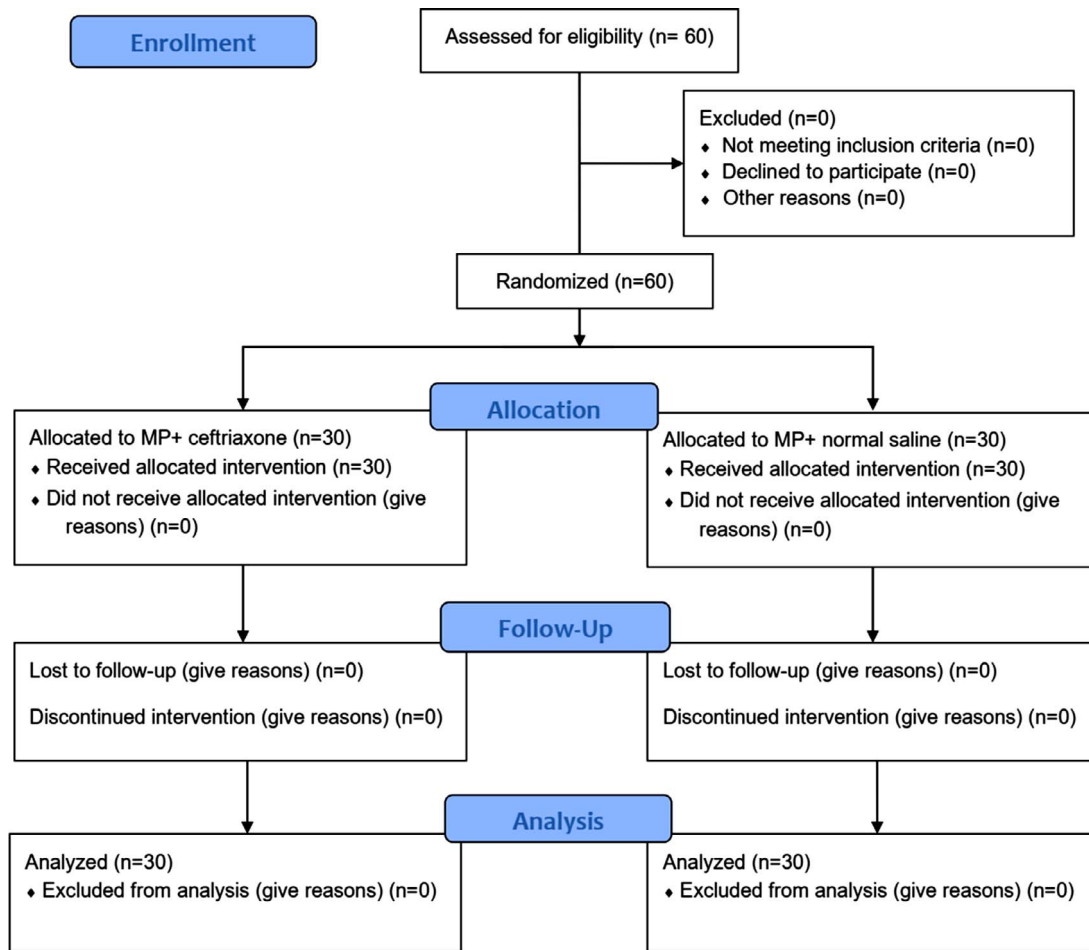 Enrollment
Assessed for eligibility (n= 60)
Excluded (n=0)
♦ Not meeting inclusion criteria (n=0)
♦ Declined to participate (n=0)
♦ Other reasons (n=0)
Randomized (n=60)
Allocation
Allocated to MP+ ceftriaxone (n=30)
♦ Received allocated intervention (n=30)
♦ Did not receive allocated intervention (give
reasons) (n=0)
Allocated to MP+ normal saline (n=30)
♦ Received allocated intervention (n=30)
♦ Did not receive allocated intervention (give
reasons) (n=0)
Follow-Up
Lost to follow-up (give reasons) (n=0)
Discontinued intervention (give reasons) (n=0)
Lost to follow-up (give reasons) (n=0)
Discontinued intervention (give reasons) (n=0)
Analysis
Analyzed (n=30)
♦ Excluded from analysis (give reasons) (n=0)
Analyzed (n=30)
♦ Excluded from analysis (give reasons) (n=0)